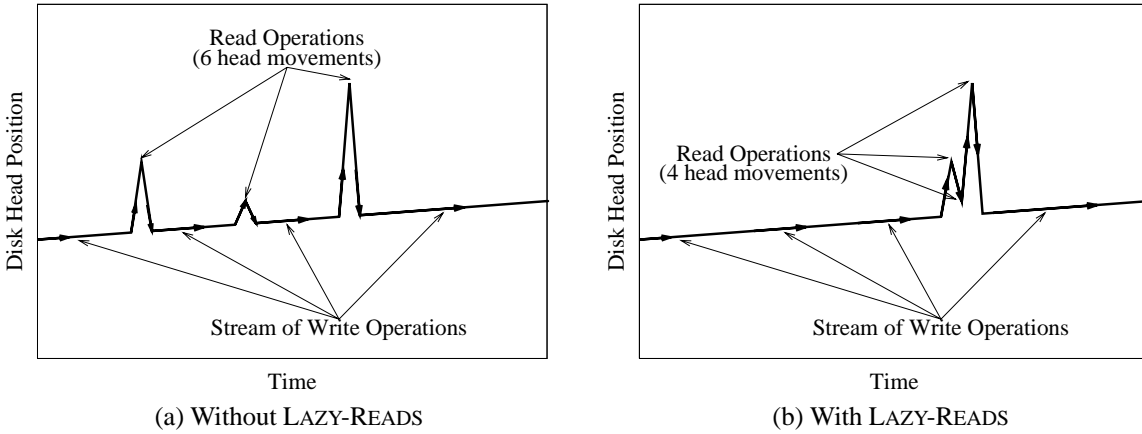 Read Operations
(6 head movements)
Disk Head Position
Stream of Write Operations
Time
(a) Without LAZY-READS
Disk Head Position
Read Operations
(4 head movements)
Stream of Write Operations
Time
(b) With LAZY-READS